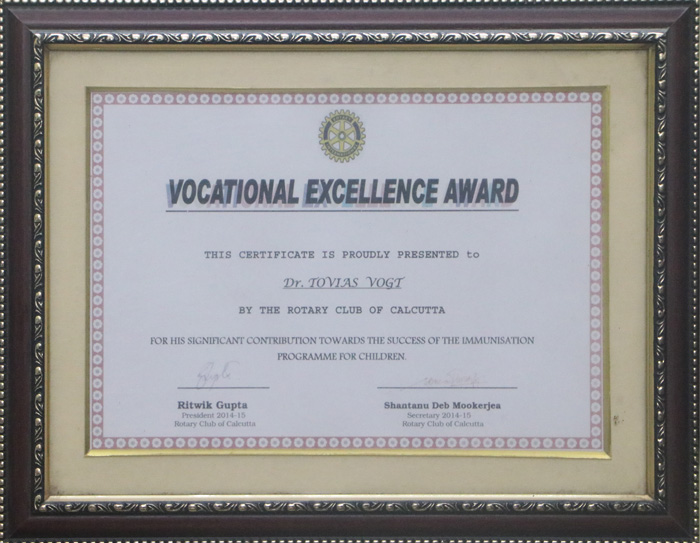 VOCATIONAL EXCELLENCE AWARD
THIS CERTIFICATE IS PROUDLY PRESENTED to
Dr. TOVIAS VOGT
BY THE ROTARY CLUB OF CALCUTTA
FOR HIS SIGNIFICANT CONTRIBUTION TOWARDS THE SUCCESS OF THE IMMUNISATION
PROGRAMME FOR CHILDREN.
Ritwik Gupta
President 2014-15
Rotary Club of Calcutta
Shantanu Deb Mookerjea
Secretary 2014-15
Rotary Club of Calcutta